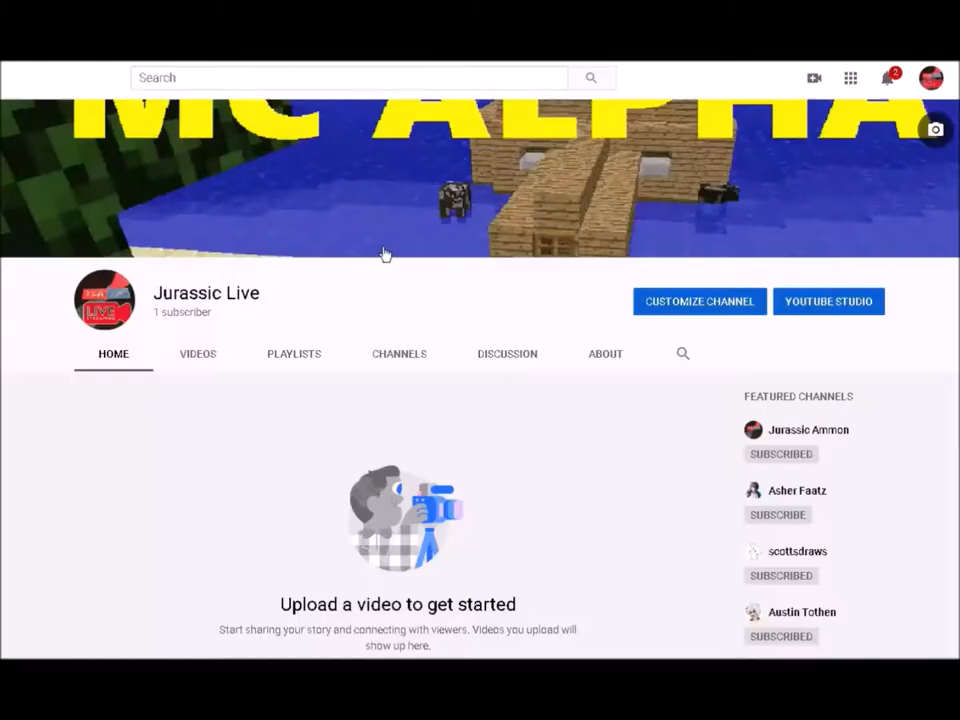 Search
2
MC ALPHA
Jurassic Live
1 subscriber
CUSTOMIZE CHANNEL
YOUTUBE STUDIO
HOME
VIDEOS
PLAYLISTS
CHANNELS
DISCUSSION
ABOUT
LIVE
FEATURED CHANNELS
Jurassic Ammon
SUBSCRIBED
Asher Faatz
SUBSCRIBE
scottsdraws
SUBSCRIBED
Austin Tothen
SUBSCRIBED
Upload a video to get started
Start sharing your story and connecting with viewers. Videos you upload will
show up here.